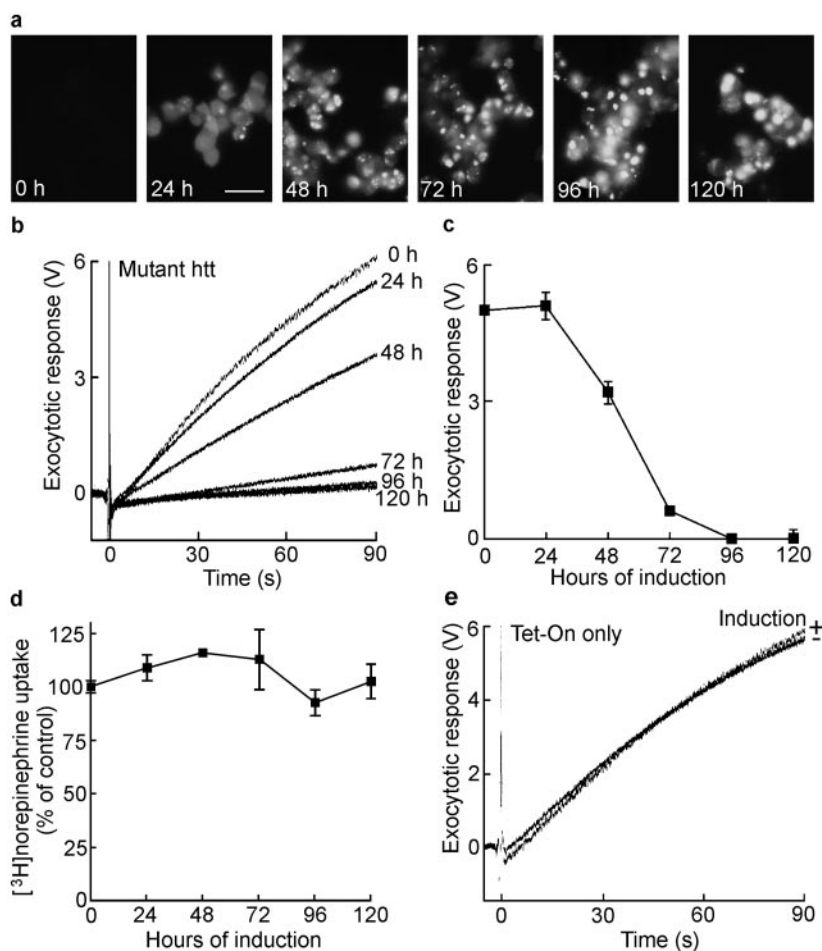 a
0 h
24 h
48 h
72 h
96 h
120 h
b
Exocytotic response (V)
6
3
0
Mutant htt
0 h
24 h
48 h
72 h
96 h
120 h
0 30 60 90
Time (s)
c
Exocytotic response (V)
6
3
0
0 24 48 72 96 120
Hours of induction
d
[³H]norepinephrine uptake
(% of control)
125
100
75
50
25
0
0 24 48 72 96 120
Hours of induction
e
Exocytotic response (V)
6
4
2
0
Tet-On only
Induction +
-
0 30 60 90
Time (s)